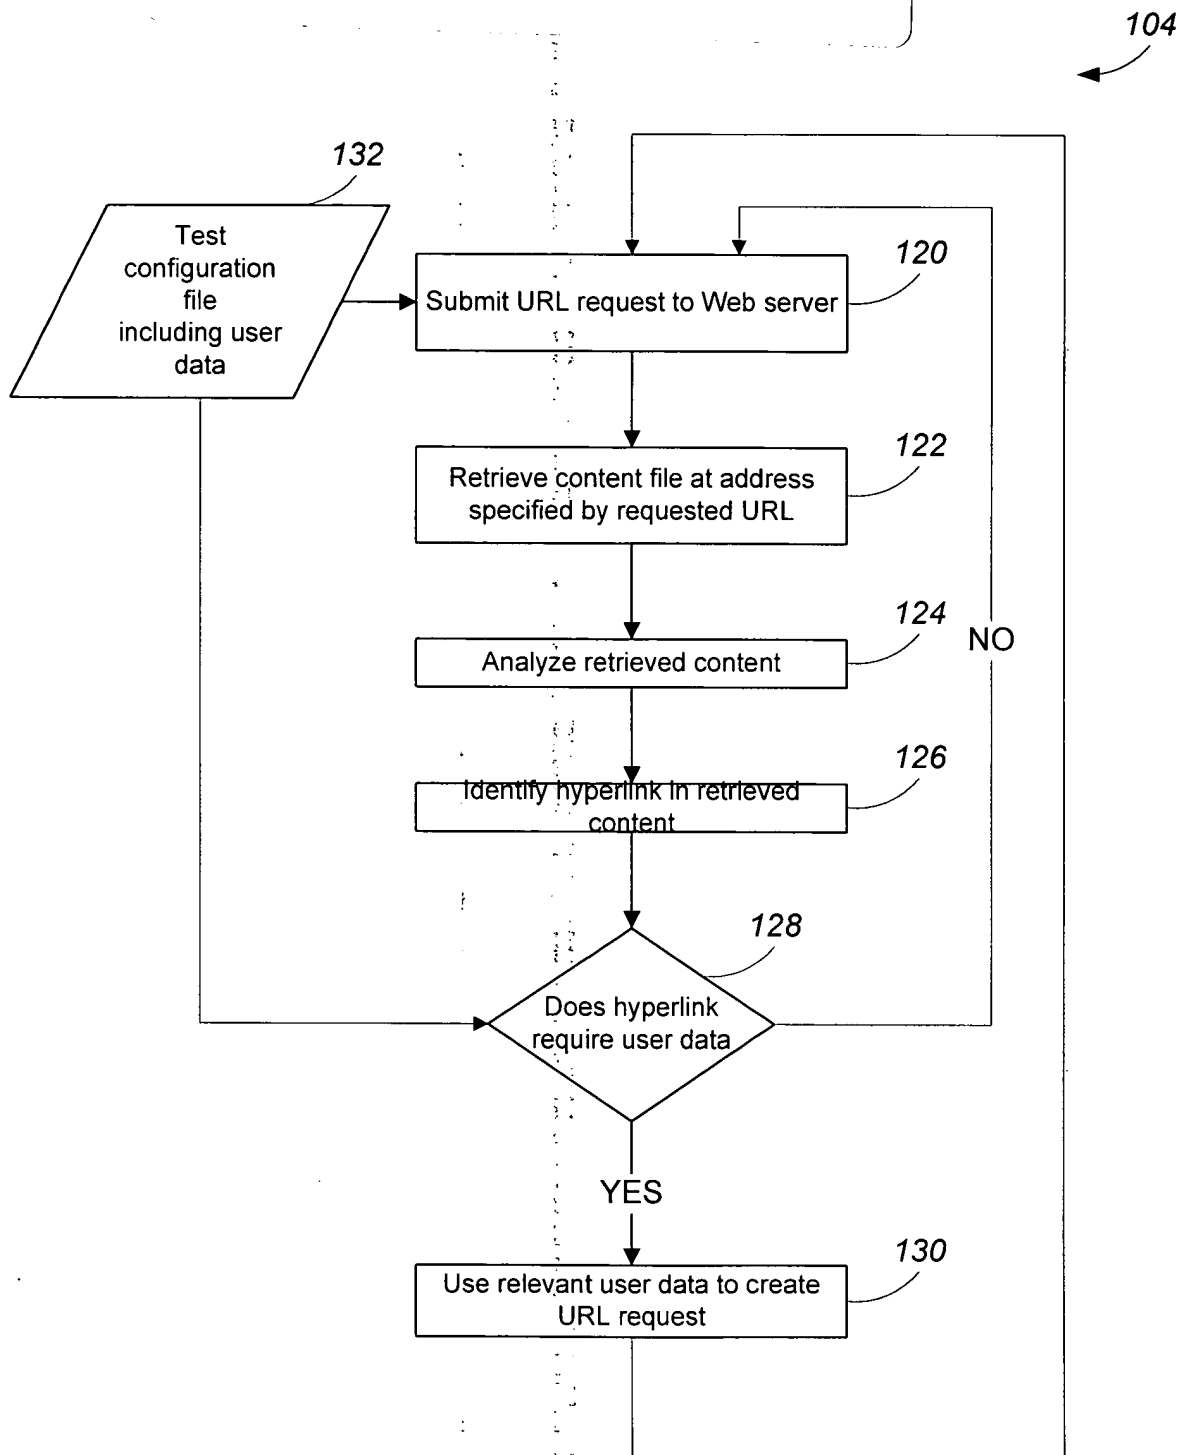 104
132
Test
configuration
file
including user
data
120
Submit URL request to Web server
122
Retrieve content file at address
specified by requested URL
124
Analyze retrieved content
NO
126
Identify hyperlink in retrieved
content
128
Does hyperlink
require user data
YES
130
Use relevant user data to create
URL request